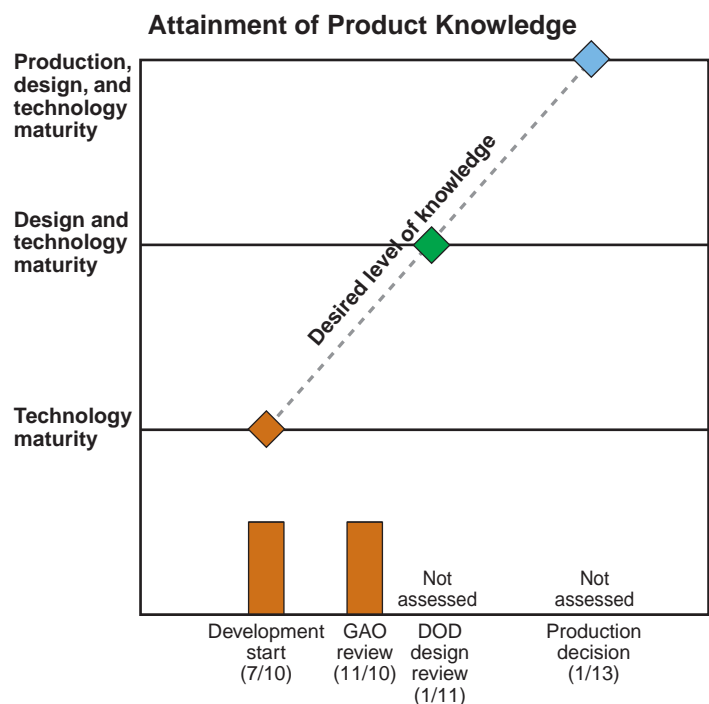 Attainment of Product Knowledge
Production,
design, and
technology
maturity
Design and
technology
maturity
Desired level of knowledge
Technology
maturity
Not
assessed
Not
assessed
Development
start
(7/10)
GAO
review
(11/10)
DOD
design
review
(1/11)
Production
decision
(1/13)